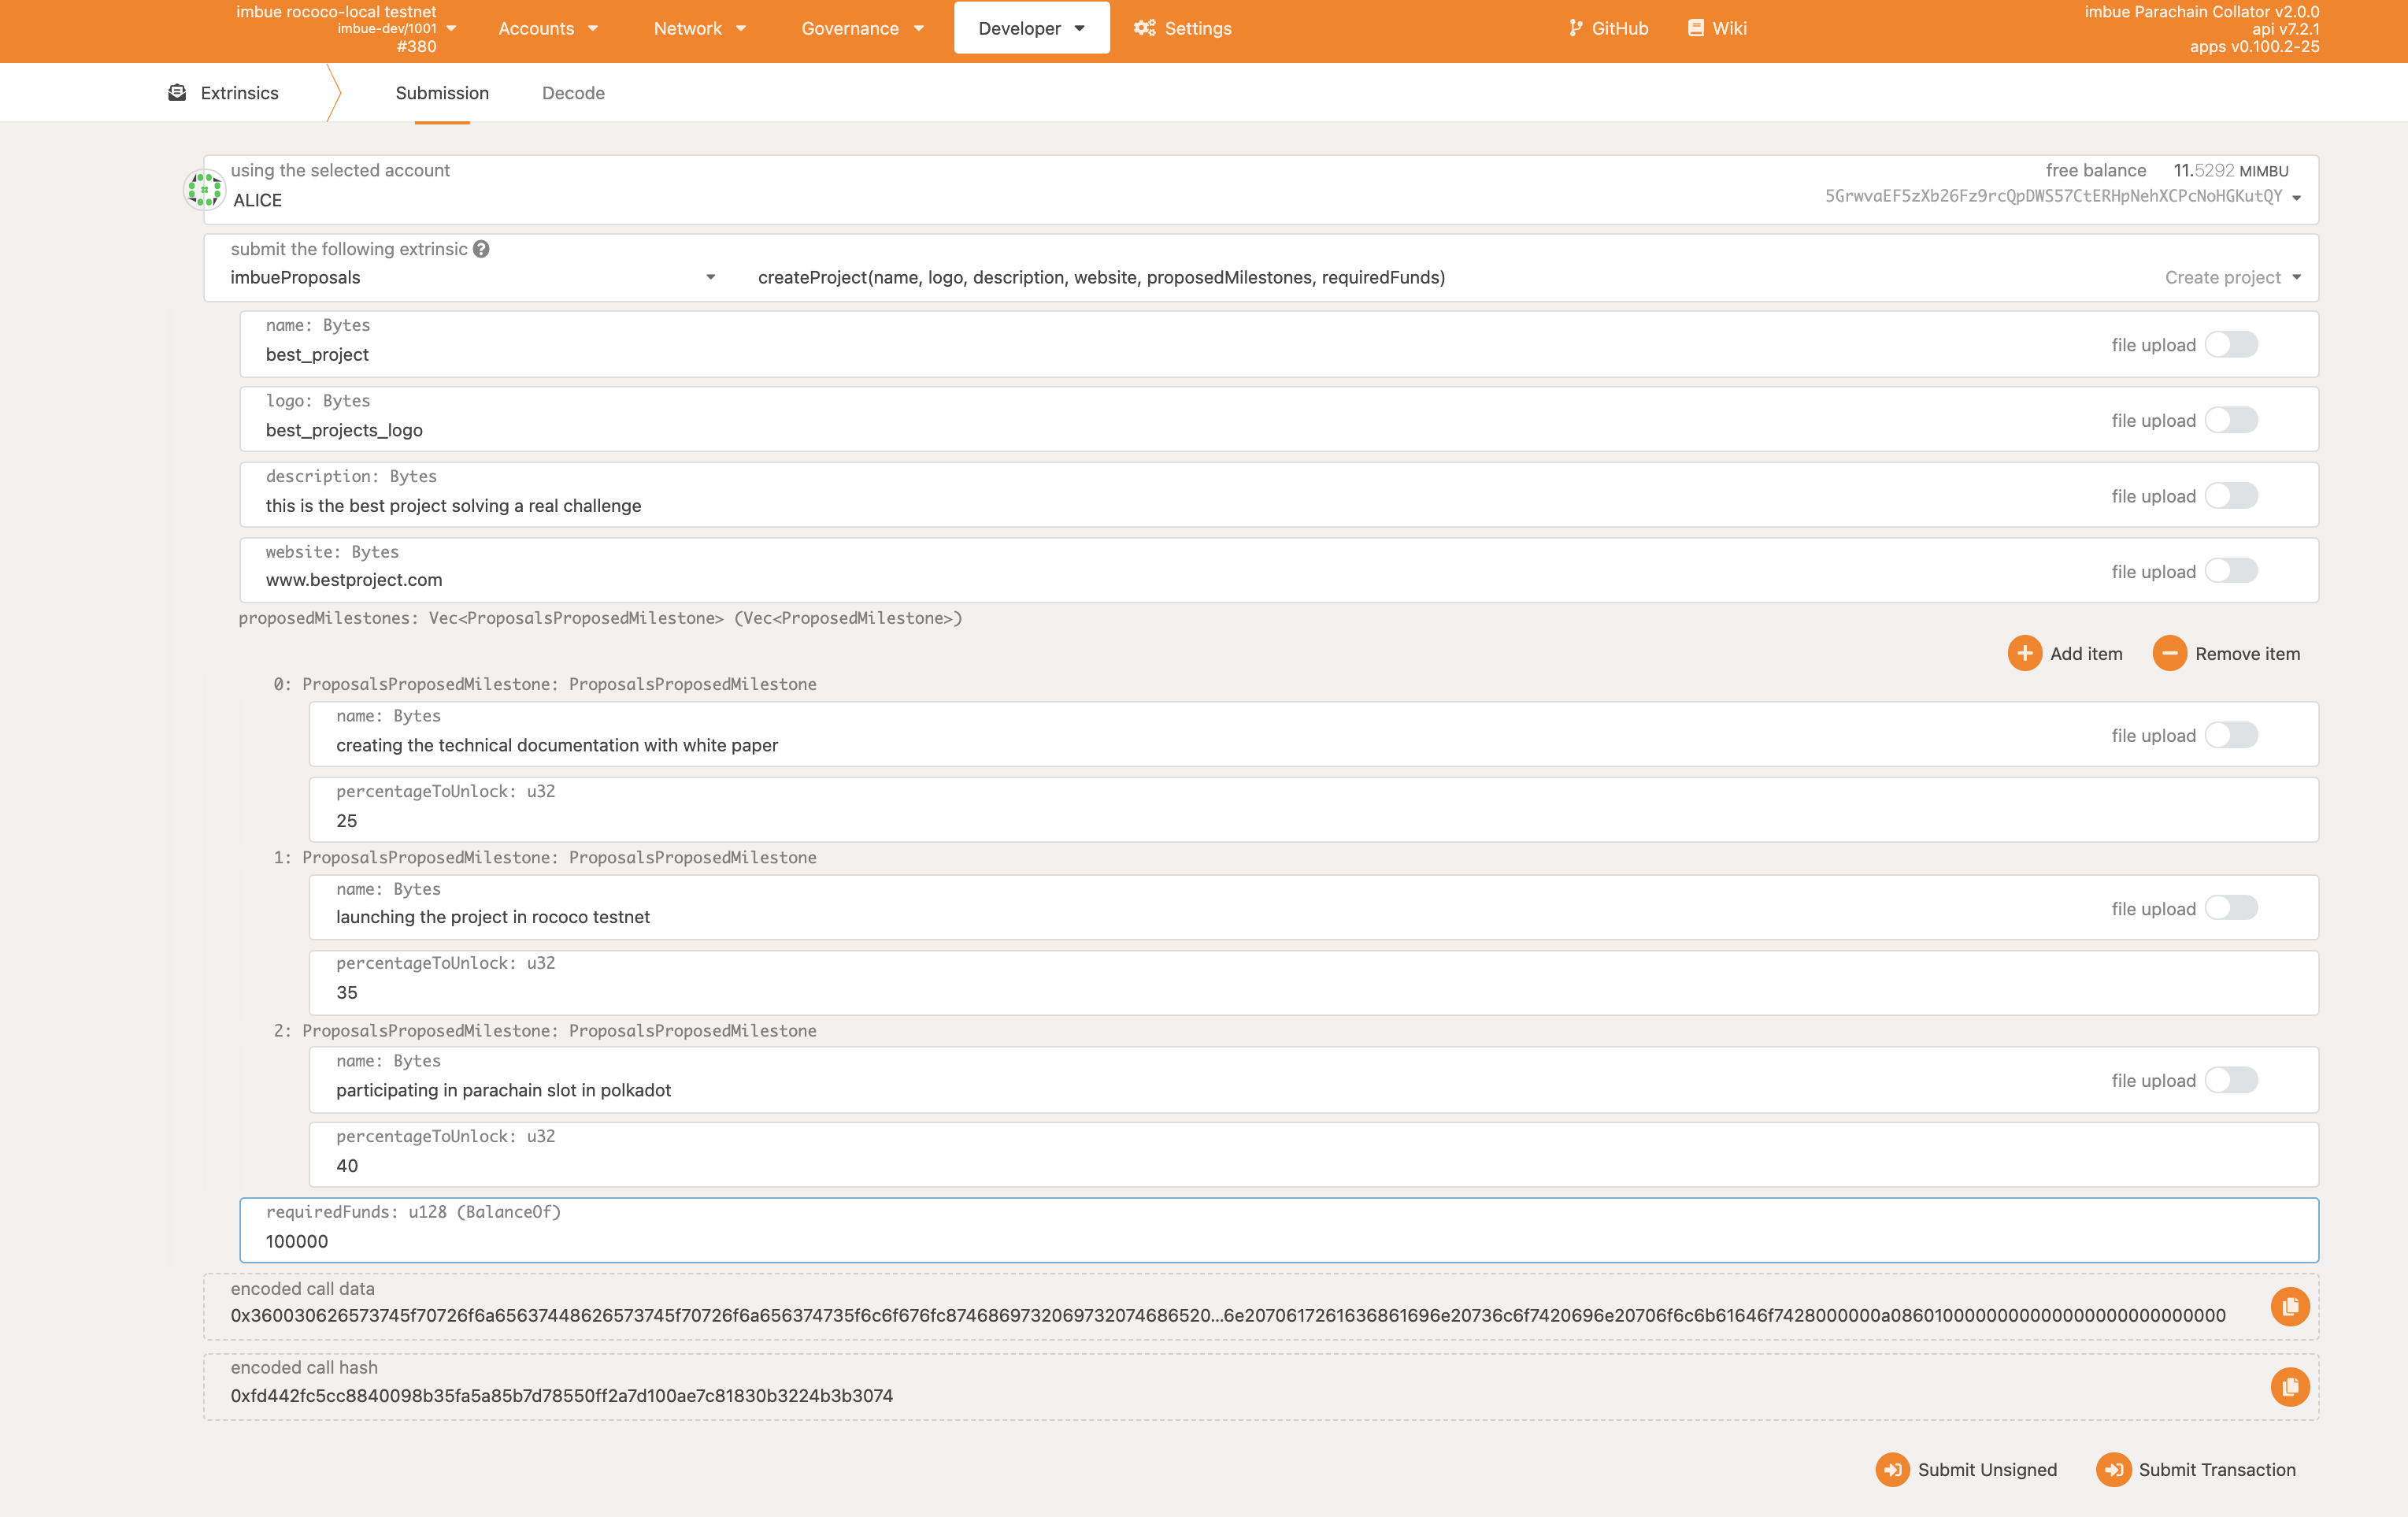 imbue rococo-local testnet
imbue-dev/1001
#380
Accounts
Network
Governance
Developer
Settings
GitHub
Wiki
imbue Parachain Collator v2.0.0
api v7.2.1
apps v0.100.2-25
Extrinsics
Submission
Decode
using the selected account
ALICE
free balance 11.5292 MIMBU
5GrwvaEF5zXb26Fz9rcQpDWS57CtERHpNehXCPcNoHGKutQY
submit the following extrinsic
imbueProposals
createProject(name, logo, description, website, proposedMilestones, requiredFunds)
Create project
name: Bytes
best_project
file upload
logo: Bytes
best_projects_logo
file upload
description: Bytes
this is the best project solving a real challenge
file upload
website: Bytes
www.bestproject.com
file upload
proposedMilestones: Vec<ProposalsProposedMilestone> (Vec<ProposedMilestone>)
Add item
Remove item
0: ProposalsProposedMilestone: ProposalsProposedMilestone
name: Bytes
creating the technical documentation with white paper
file upload
percentageToUnlock: u32
25
1: ProposalsProposedMilestone: ProposalsProposedMilestone
name: Bytes
launching the project in rococo testnet
file upload
percentageToUnlock: u32
35
2: ProposalsProposedMilestone: ProposalsProposedMilestone
name: Bytes
participating in parachain slot in polkadot
file upload
percentageToUnlock: u32
40
requiredFunds: u128 (BalanceOf)
100000
encoded call data
0x360030626573745f70726f6a65637448626573745f70726f6a656374735f6c6f676fc8746869732069732074686520...6e2070617261636861696e20736c6f7420696e20706f6c6b61646f7428000000a0860100000000000000000000000000
encoded call hash
0xfd442fc5cc8840098b35fa5a85b7d78550ff2a7d100ae7c81830b3224b3b3074
Submit Unsigned
Submit Transaction